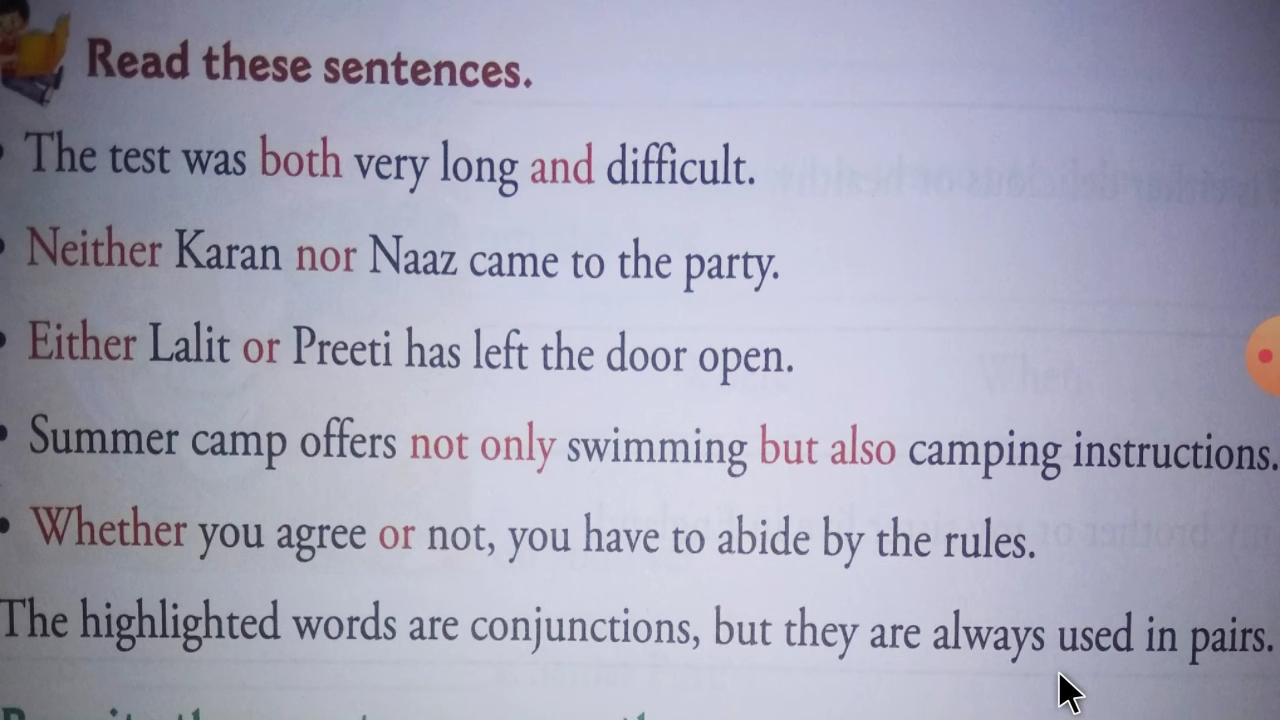 Read these sentences.
• The test was both very long and difficult.
• Neither Karan nor Naaz came to the party.
• Either Lalit or Preeti has left the door open.
• Summer camp offers not only swimming but also camping instructions.
• Whether you agree or not, you have to abide by the rules.
The highlighted words are conjunctions, but they are always used in pairs.